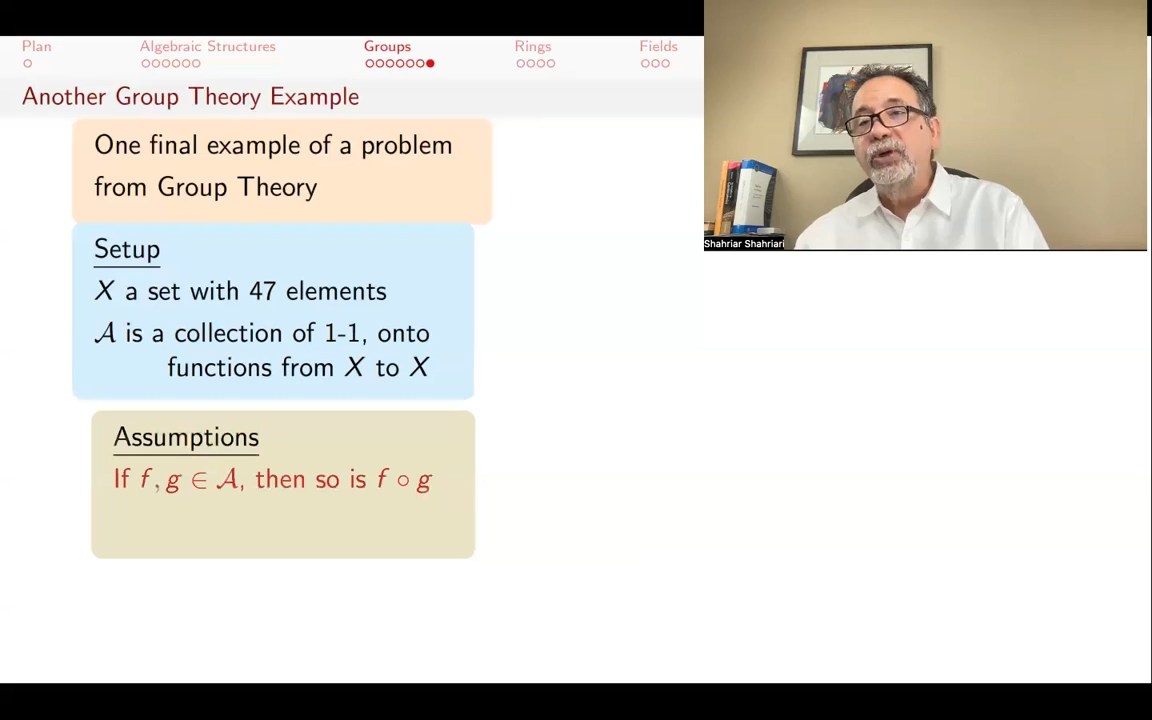 Plan Algebraic Structures Groups Rings Fields
Another Group Theory Example
One final example of a problem
from Group Theory
Setup
X a set with 47 elements
𝒜 is a collection of 1-1, onto
functions from X to X
Assumptions
If f, g ∈ 𝒜, then so is f ∘ g
Shahriar Shahriari